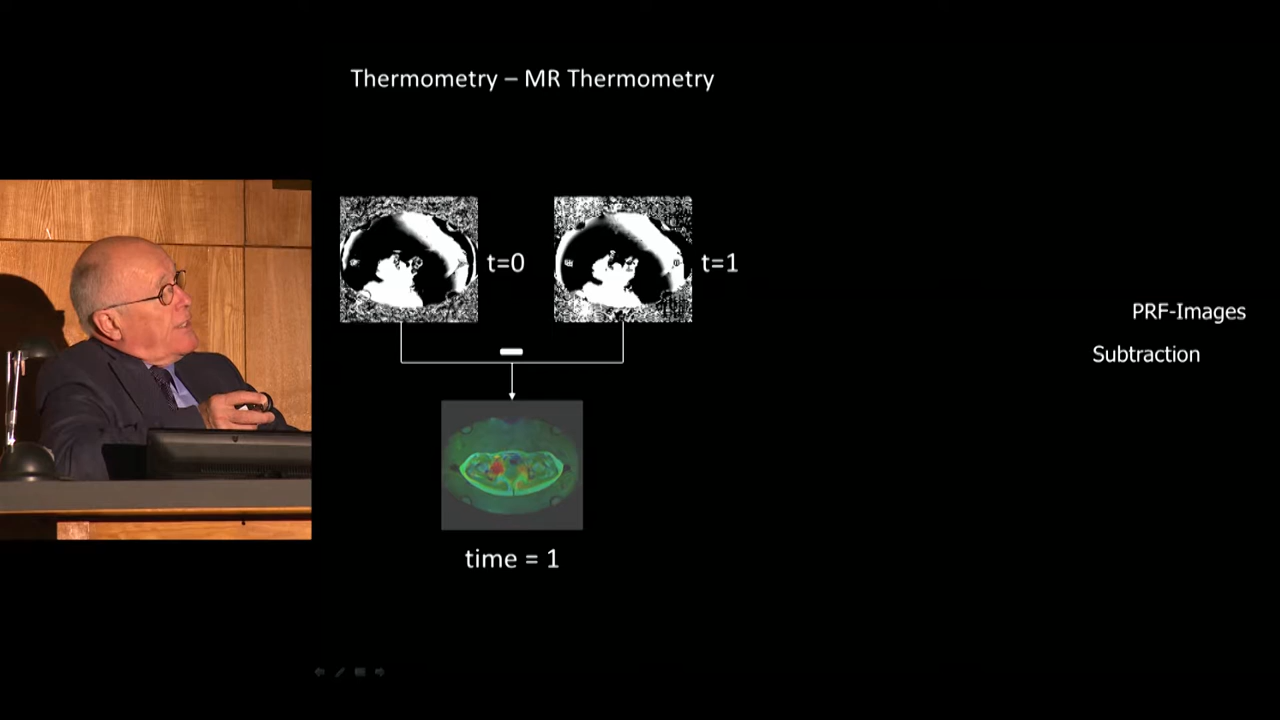 Thermometry – MR Thermometry
t=0
t=1
PRF-Images
Subtraction
time = 1